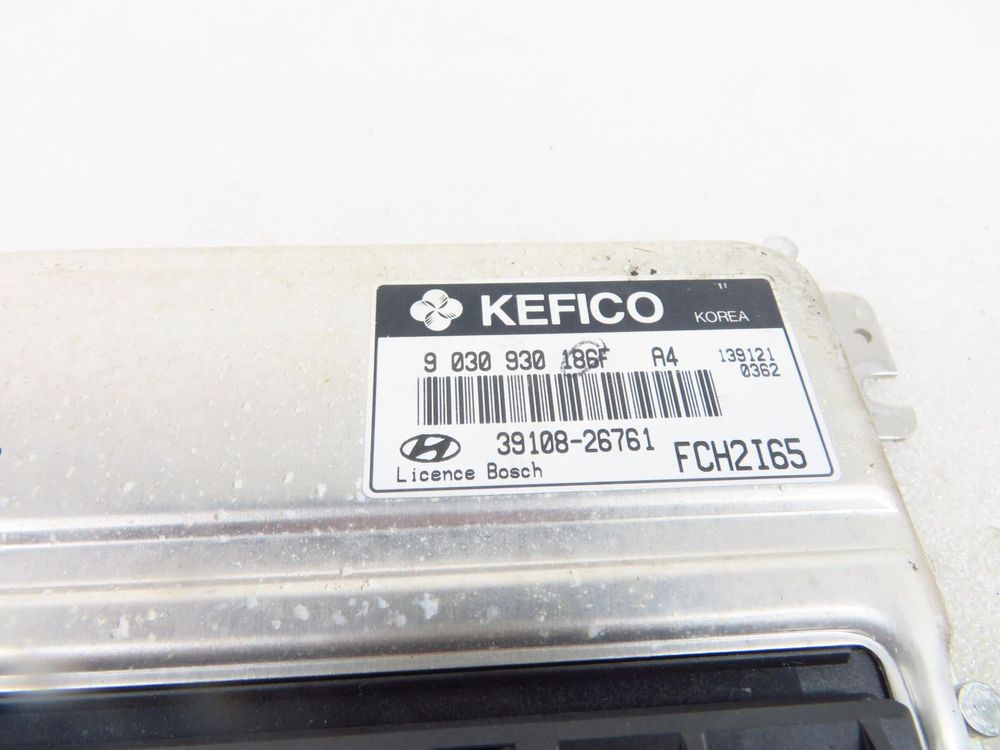 KEFICO KOREA
9 030 930 186F A4 139121
0362
39108-26761
Licence Bosch FCH2I65